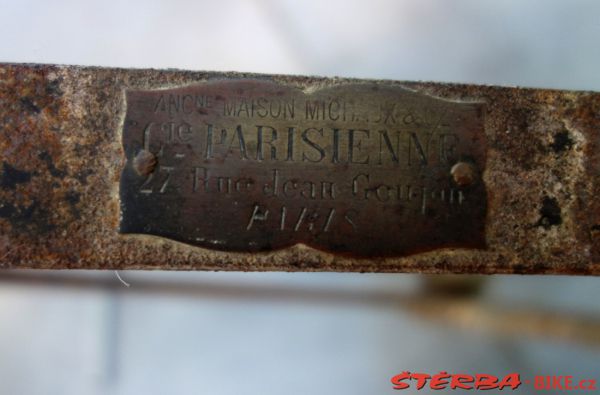 ANCNE MAISON MICHAUX & CIE
CIE PARISIENNE
27 Rue Jean Goujon
PARIS
ŠTĚRBA-BIKE.cz